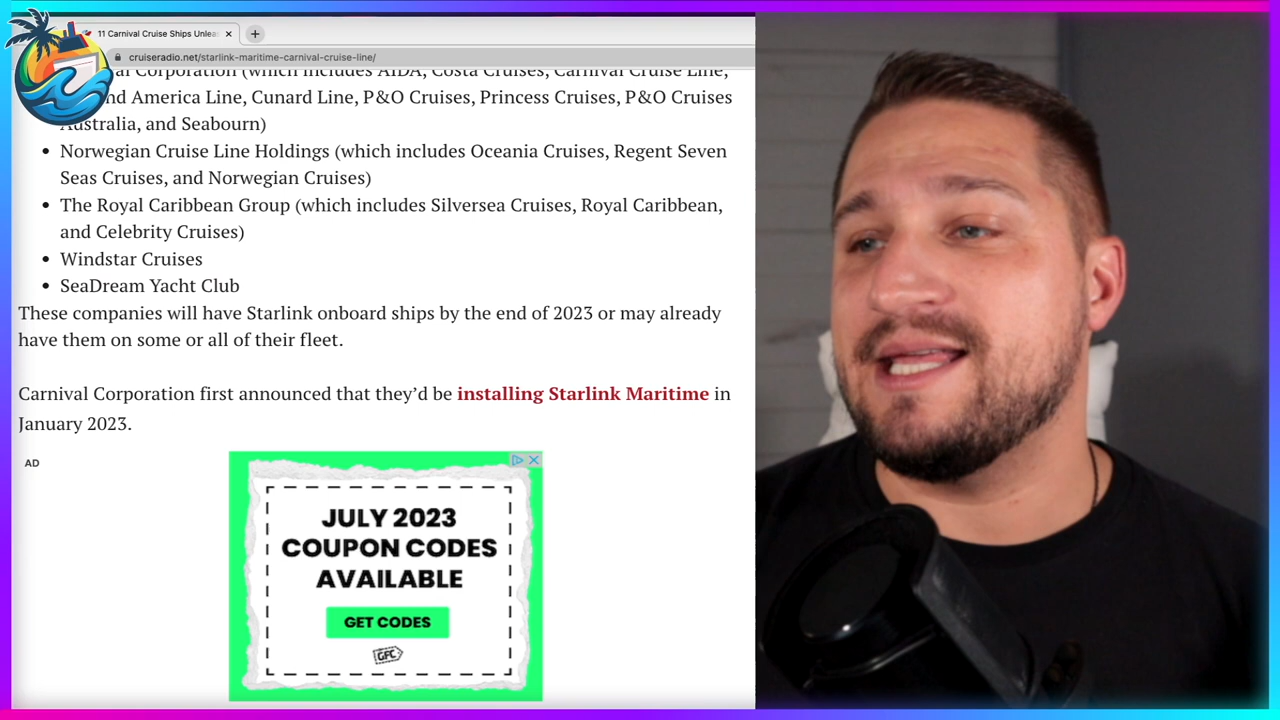 11 Carnival Cruise Ships Unlea
cruiseradio.net/starlink-maritime-carnival-cruise-line/
al Corporation (which includes AIDA, Costa Cruises, Carnival Cruise Line,
nd America Line, Cunard Line, P&O Cruises, Princess Cruises, P&O Cruises
Australia, and Seabourn)
• Norwegian Cruise Line Holdings (which includes Oceania Cruises, Regent Seven
Seas Cruises, and Norwegian Cruises)
• The Royal Caribbean Group (which includes Silversea Cruises, Royal Caribbean,
and Celebrity Cruises)
• Windstar Cruises
• SeaDream Yacht Club
These companies will have Starlink onboard ships by the end of 2023 or may already
have them on some or all of their fleet.
Carnival Corporation first announced that they’d be installing Starlink Maritime in
January 2023.
AD
JULY 2023
COUPON CODES
AVAILABLE
GET CODES
GFC